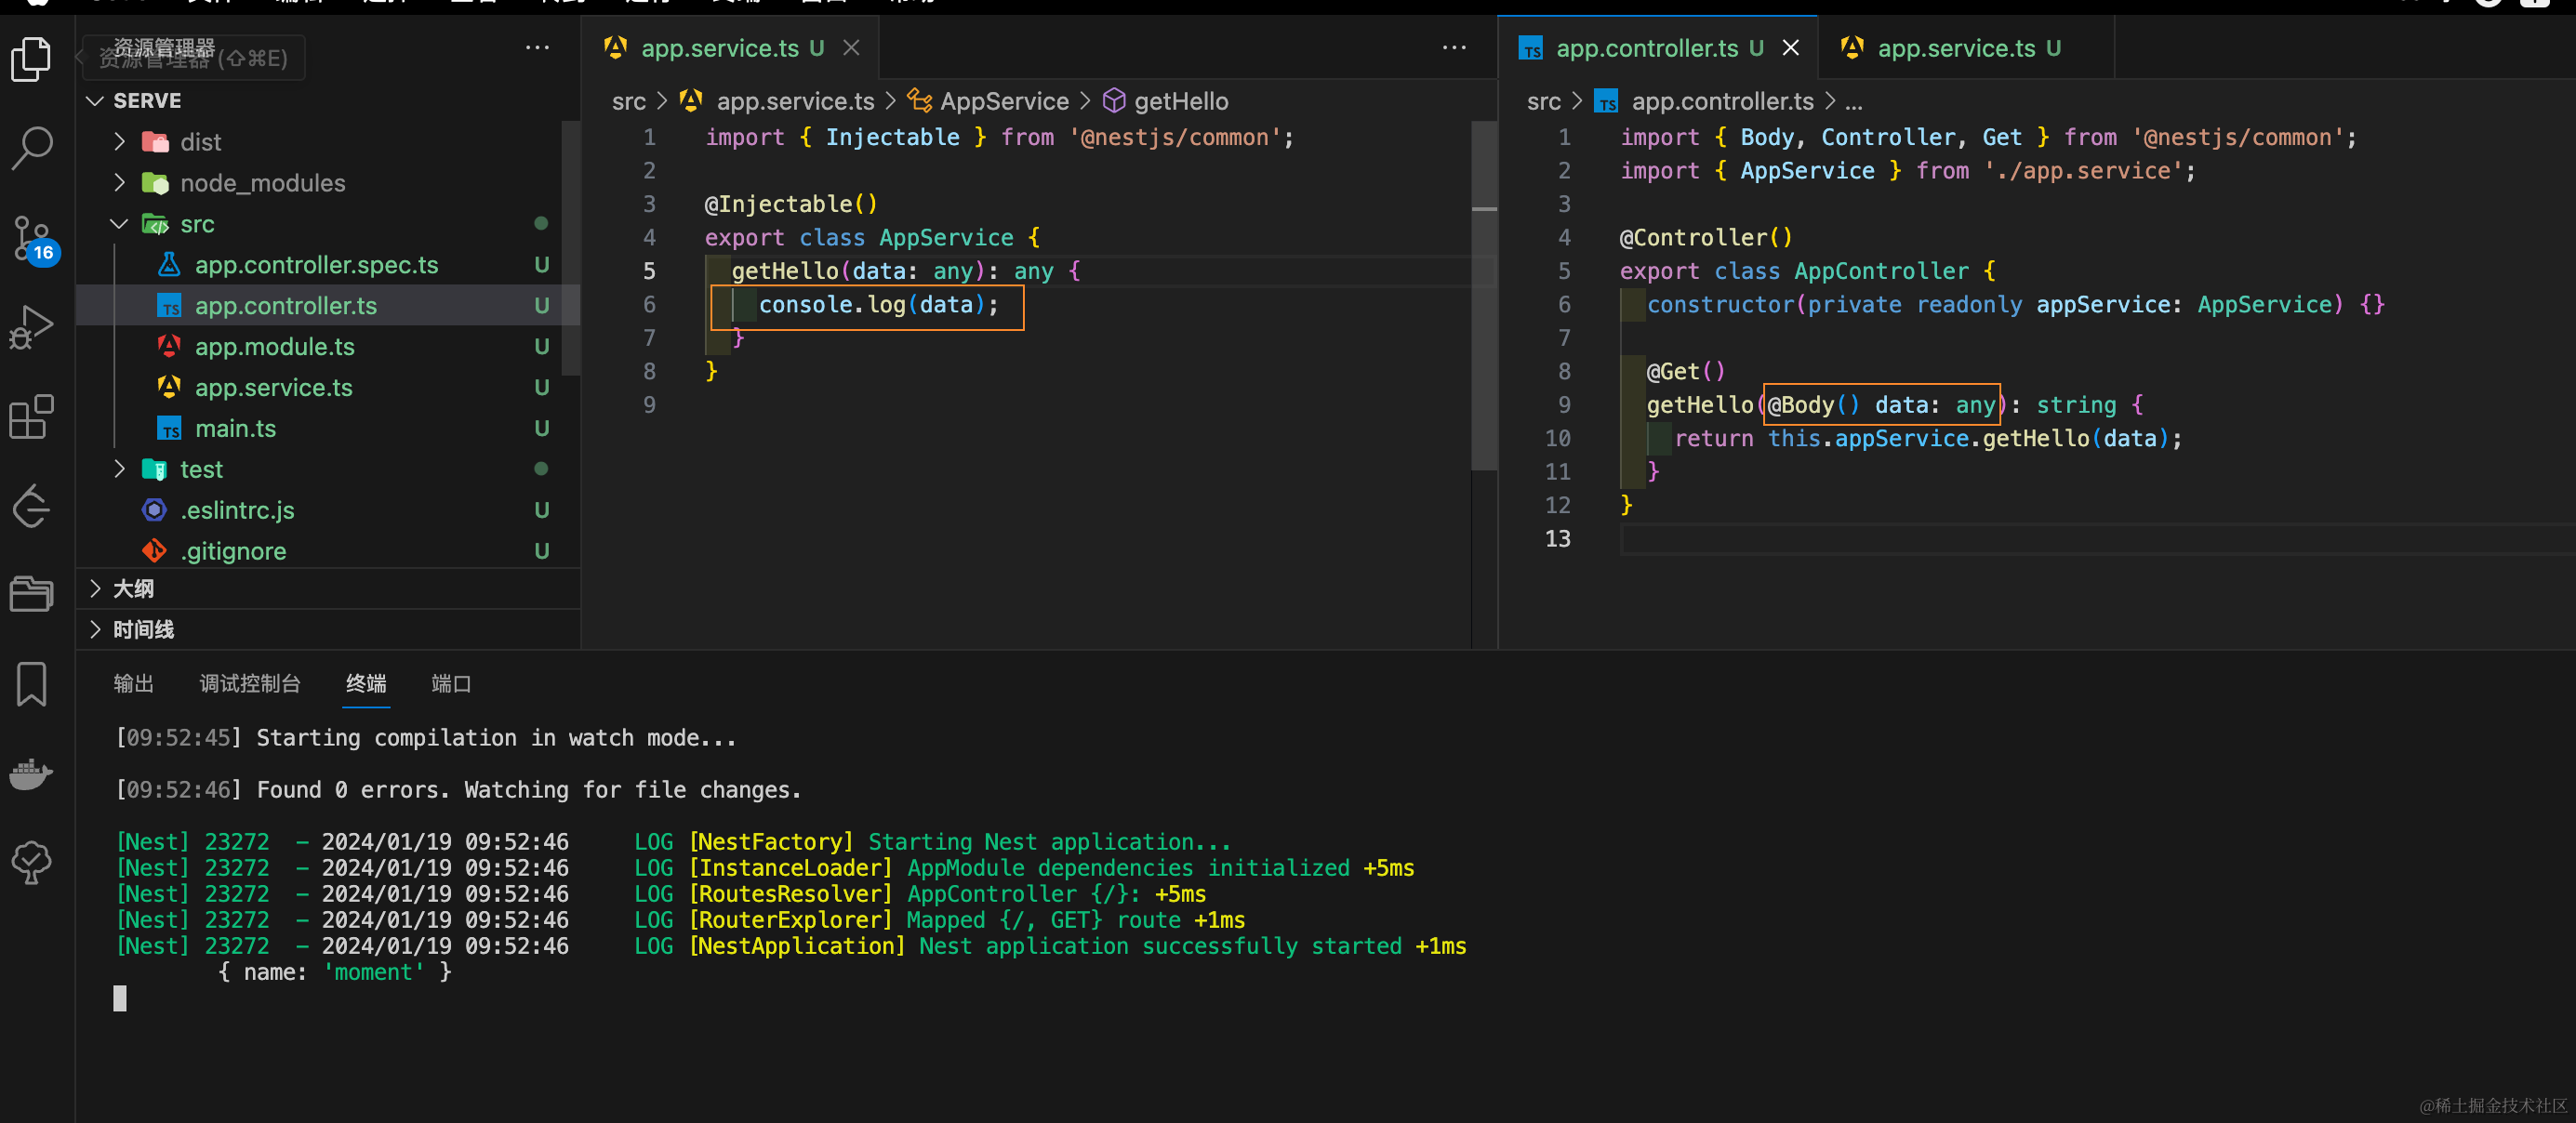 资源管理器
资源管理器 (⇧⌘E)
SERVE
dist
node_modules
src
app.controller.spec.ts U
app.controller.ts U
app.module.ts U
app.service.ts U
main.ts U
test
.eslintrc.js U
.gitignore U
大纲
时间线
16
app.service.ts U
src > app.service.ts > AppService > getHello
1 import { Injectable } from '@nestjs/common';
2
3 @Injectable()
4 export class AppService {
5 getHello(data: any): any {
6 console.log(data);
7 }
8 }
9
app.controller.ts U
app.service.ts U
src > app.controller.ts > ...
1 import { Body, Controller, Get } from '@nestjs/common';
2 import { AppService } from './app.service';
3
4 @Controller()
5 export class AppController {
6 constructor(private readonly appService: AppService) {}
7
8 @Get()
9 getHello(@Body() data: any): string {
10 return this.appService.getHello(data);
11 }
12 }
13
输出 调试控制台 终端 端口
[09:52:45] Starting compilation in watch mode...
[09:52:46] Found 0 errors. Watching for file changes.
[Nest] 23272 - 2024/01/19 09:52:46 LOG [NestFactory] Starting Nest application...
[Nest] 23272 - 2024/01/19 09:52:46 LOG [InstanceLoader] AppModule dependencies initialized +5ms
[Nest] 23272 - 2024/01/19 09:52:46 LOG [RoutesResolver] AppController {/}: +5ms
[Nest] 23272 - 2024/01/19 09:52:46 LOG [RouterExplorer] Mapped {/, GET} route +1ms
[Nest] 23272 - 2024/01/19 09:52:46 LOG [NestApplication] Nest application successfully started +1ms
{ name: 'moment' }
@稀土掘金技术社区